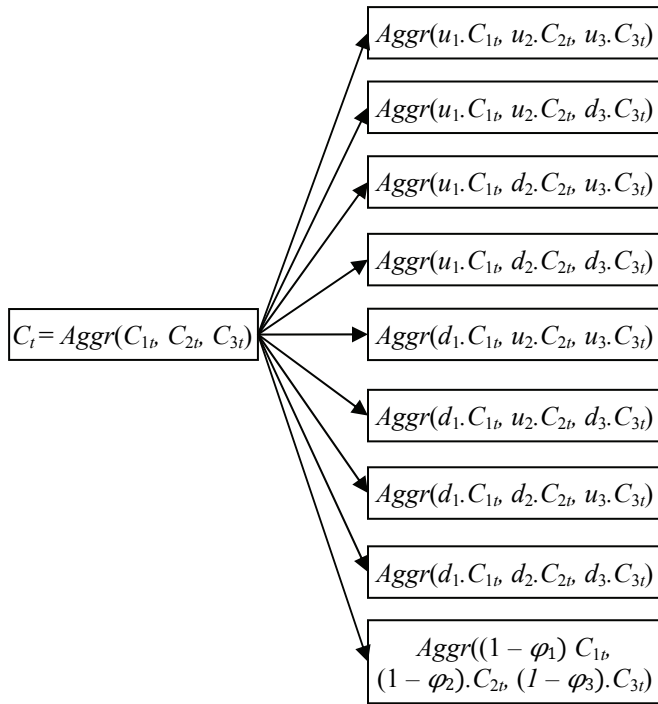 Aggr(u₁.C₁ₜ, u₂.C₂ₜ, u₃.C₃ₜ)
Aggr(u₁.C₁ₜ, u₂.C₂ₜ, d₃.C₃ₜ)
Aggr(u₁.C₁ₜ, d₂.C₂ₜ, u₃.C₃ₜ)
Aggr(u₁.C₁ₜ, d₂.C₂ₜ, d₃.C₃ₜ)
Cₜ = Aggr(C₁ₜ, C₂ₜ, C₃ₜ)
Aggr(d₁.C₁ₜ, u₂.C₂ₜ, u₃.C₃ₜ)
Aggr(d₁.C₁ₜ, u₂.C₂ₜ, d₃.C₃ₜ)
Aggr(d₁.C₁ₜ, d₂.C₂ₜ, u₃.C₃ₜ)
Aggr(d₁.C₁ₜ, d₂.C₂ₜ, d₃.C₃ₜ)
Aggr((1 – φ₁) C₁ₜ,
(1 – φ₂).C₂ₜ, (1 – φ₃).C₃ₜ)